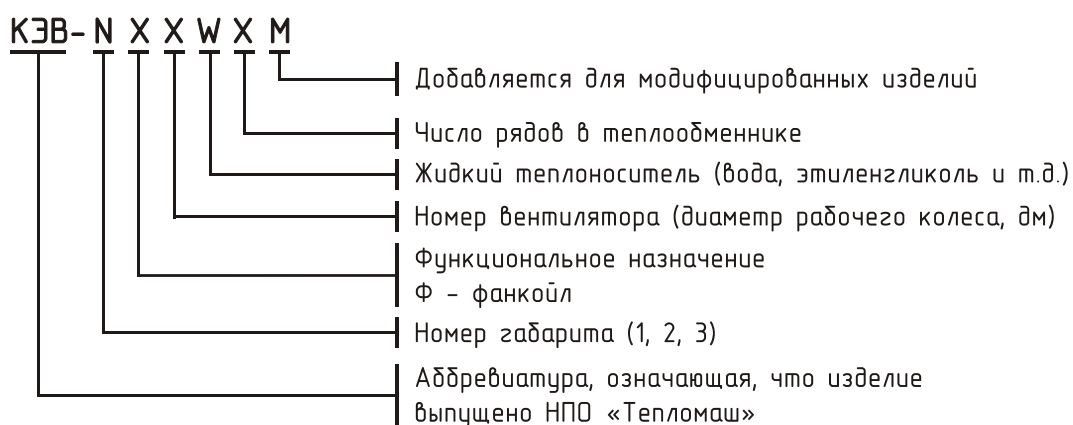 КЭВ-N X X W X M
Добавляется для модифицированных изделий
Число рядов в теплообменнике
Жидкий теплоноситель (вода, этиленгликоль и т.д.)
Номер вентилятора (диаметр рабочего колеса, дм)
Функциональное назначение
Ф - фанкойл
Номер габарита (1, 2, 3)
Аббревиатура, означающая, что изделие
выпущено НПО «Тепломаш»